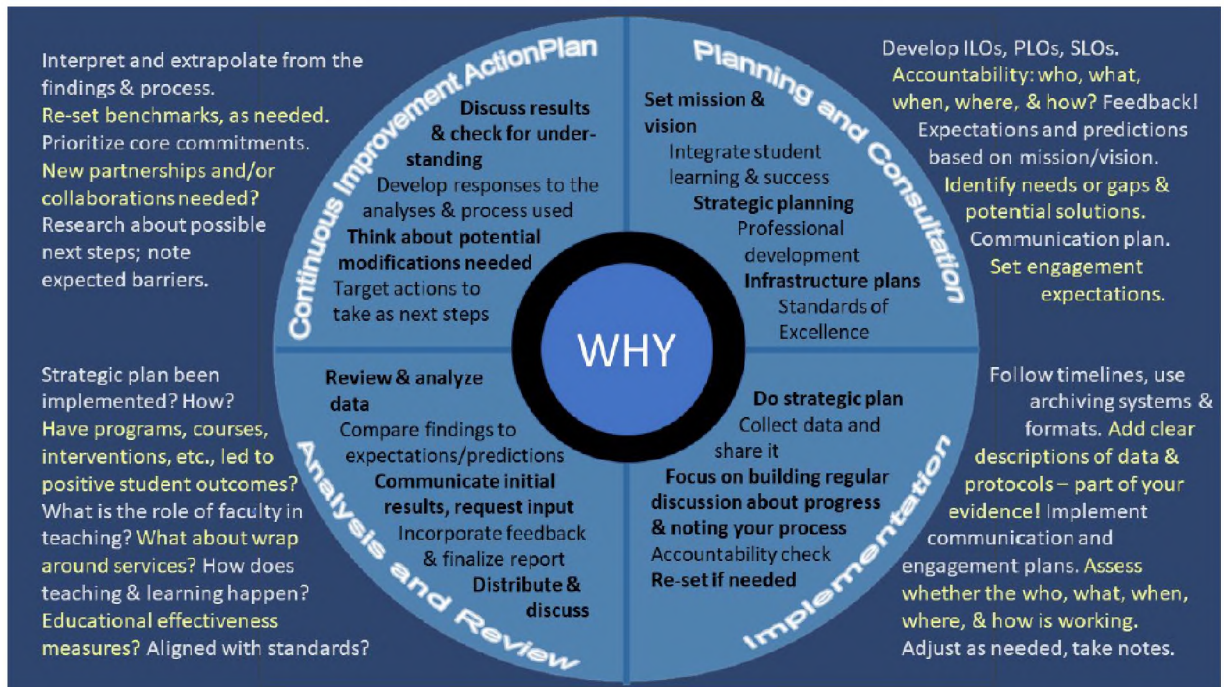 Interpret and extrapolate from the
findings & process.
Re-set benchmarks, as needed.
Prioritize core commitments.
New partnerships and/or
collaborations needed?
Research about possible
next steps; note
expected barriers.
Continuous Improvement ActionPlan
Discuss results
& check for under-
standing
Develop responses to the
analyses & process used
Think about potential
modifications needed
Target actions to
take as next steps
Planning and Consultation
Set mission &
vision
Integrate student
learning & success
Strategic planning
Professional
development
Infrastructure plans
Standards of
Excellence
Develop ILOs, PLOs, SLOs.
Accountability: who, what,
when, where, & how? Feedback!
Expectations and predictions
based on mission/vision.
Identify needs or gaps &
potential solutions.
Communication plan.
Set engagement
expectations.
WHY
Strategic plan been
implemented? How?
Have programs, courses,
interventions, etc., led to
positive student outcomes?
What is the role of faculty in
teaching? What about wrap
around services? How does
teaching & learning happen?
Educational effectiveness
measures? Aligned with standards?
Analysis and Review
Review & analyze
data
Compare findings to
expectations/predictions
Communicate initial
results, request input
Incorporate feedback
& finalize report
Distribute &
discuss
Do strategic plan
Collect data and
share it
Focus on building regular
discussion about progress
& noting your process
Accountability check
Re-set if needed
Implementation
Follow timelines, use
archiving systems &
formats. Add clear
descriptions of data &
protocols – part of your
evidence! Implement
communication and
engagement plans. Assess
whether the who, what, when,
where, & how is working.
Adjust as needed, take notes.